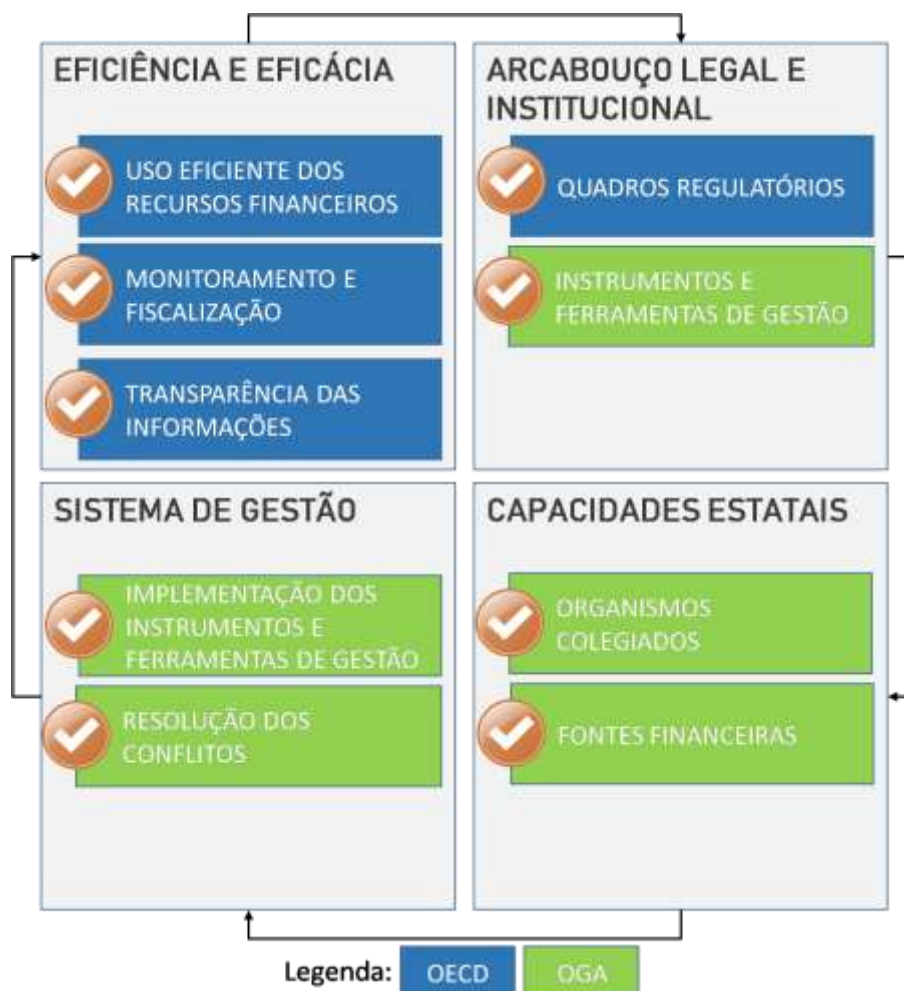 EFICIÊNCIA E EFICÁCIA
USO EFICIENTE DOS
RECURSOS FINANCEIROS
MONITORAMENTO E
FISCALIZAÇÃO
TRANSPARÊNCIA DAS
INFORMAÇÕES
ARCABOUÇO LEGAL E
INSTITUCIONAL
QUADROS REGULATÓRIOS
INSTRUMENTOS E
FERRAMENTAS DE GESTÃO
SISTEMA DE GESTÃO
IMPLEMENTAÇÃO DOS
INSTRUMENTOS E
FERRAMENTAS DE GESTÃO
RESOLUÇÃO DOS
CONFLITOS
CAPACIDADES ESTATAIS
ORGANISMOS
COLEGIADOS
FONTES FINANCEIRAS
Legenda: OECD OGA